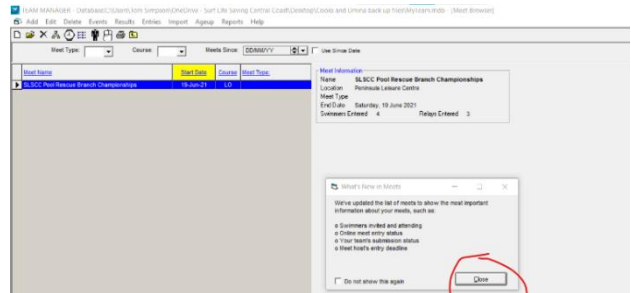 TEAM MANAGER - Database: C:\Users\Tom Simpson\OneDrive - Surf Life Saving Central Coast\Desktop\ and Online back up files\ .mdb - [Meet Browser]
Add Edit Delete Events Results Entries Import Ageup Reports Help
Meet Type: Course: Meets Since: DD/MM/YY Use Since Date
Meet Name Start Date Course Meet Type:
SLSCC Pool Rescue Branch Championships 19-Jun-21 LO
Meet Information
Name SLSCC Pool Rescue Branch Championships
Location Peninsula Leisure Centre
Meet Type
End Date Saturday, 19 June 2021
Swimmers Entered 4 Relays Entered 3
What's New in Meets
We've updated the list of meets to show the most important
information about your meets, such as:
o Swimmers invited and attending
o Online meet entry status
o Your team's submission status
o Meet host's entry deadline
Do not show this again Close